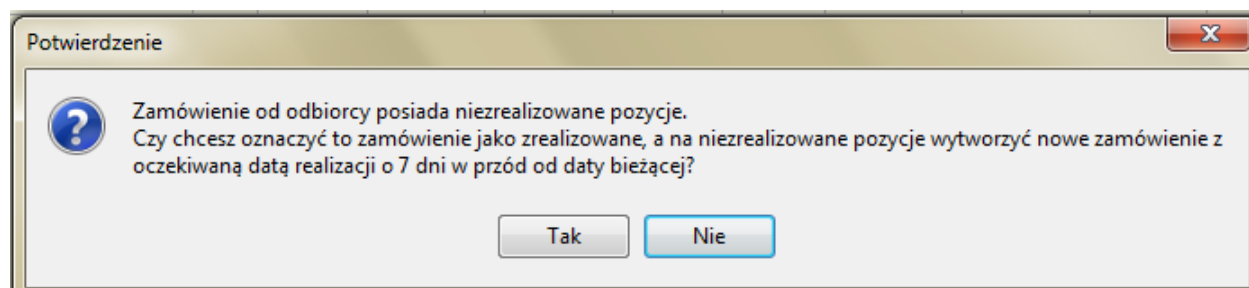 Potwierdzenie
Zamówienie od odbiorcy posiada niezrealizowane pozycje.
Czy chcesz oznaczyć to zamówienie jako zrealizowane, a na niezrealizowane pozycje wytworzyć nowe zamówienie z
oczekiwaną datą realizacji o 7 dni w przód od daty bieżącej?
Tak
Nie